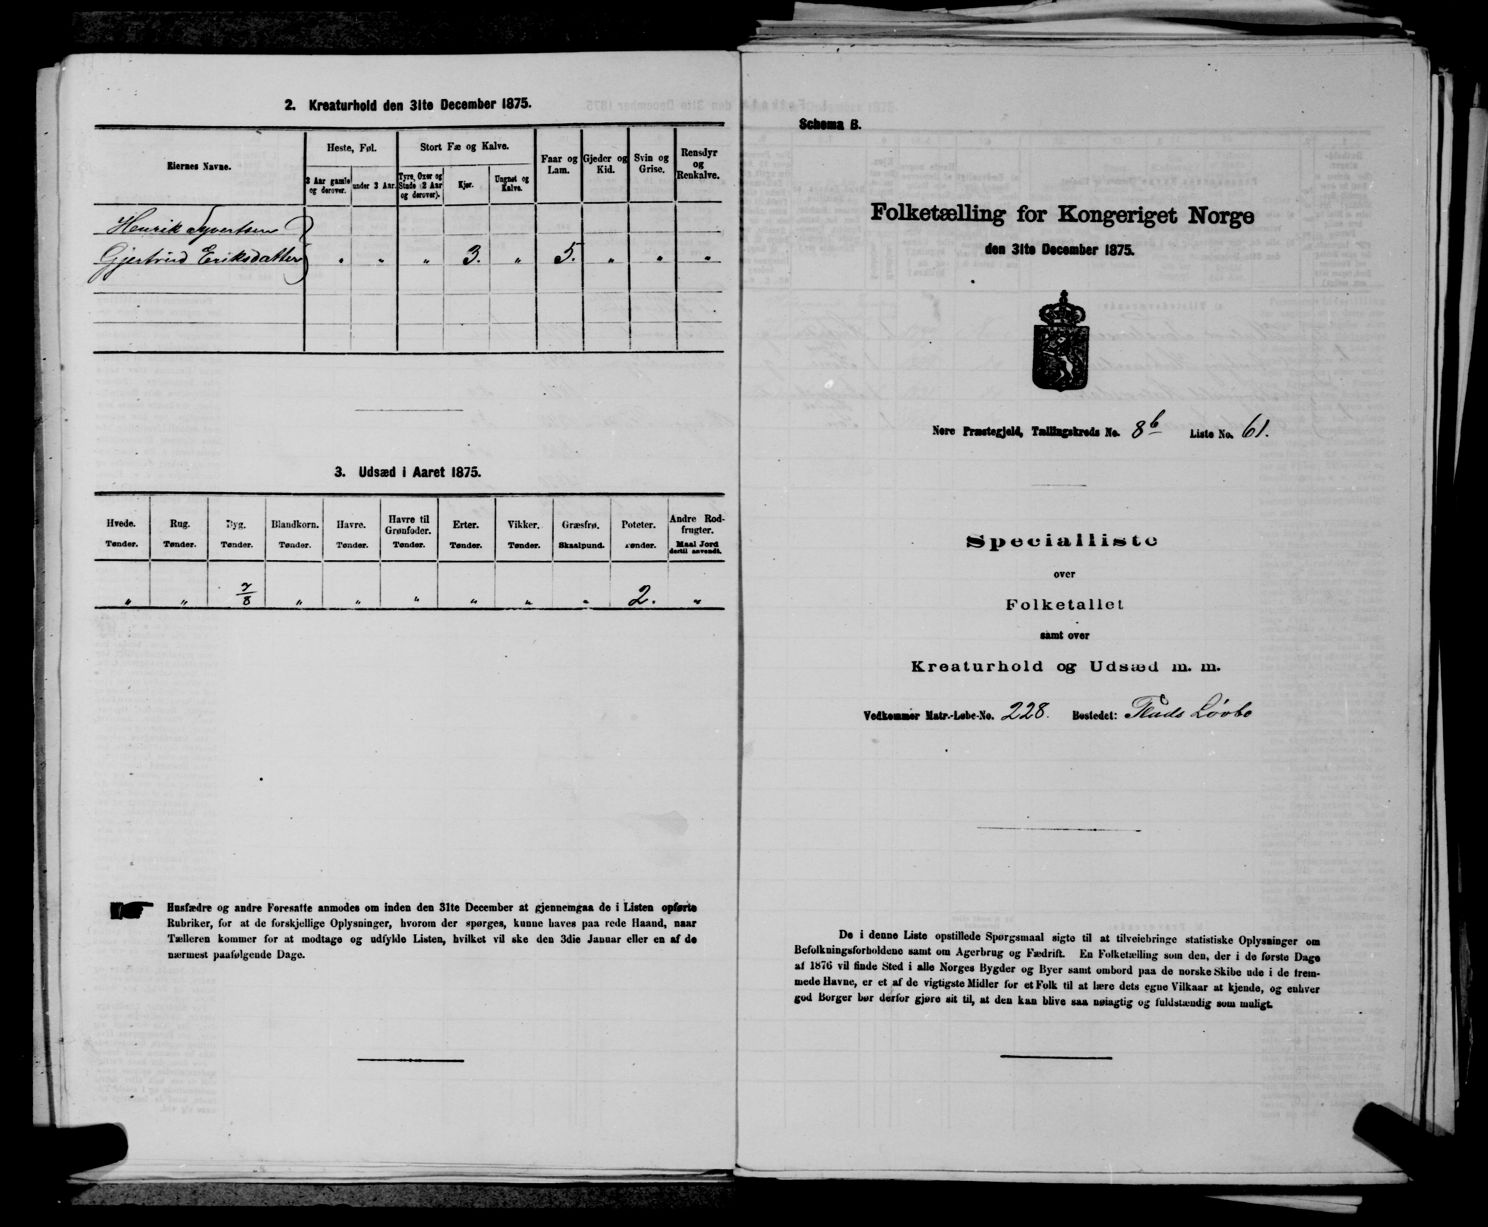 2. Kreaturhold den 31te December 1875.
Eiernes Navne.
Heste, Føl.
Stort Fæ og Kalve.
Faar og Lam.
Gjeder og Kid.
Svin og Grise.
Rensdyr og Renkalve.
3 Aar gamle og derover.
under 3 Aar.
Tyre, Oxer og Stude (2 Aar og derover).
Kjør.
Ungnøt og Kalve.
Henrik Syvertsen
Gjertrud Eriksdatter " " " 3. " 5. " " "
3. Udsæd i Aaret 1875.
Hvede. Rug. Byg. Blandkorn. Havre. Havre til Grønfoder. Erter. Vikker. Græsfrø. Poteter. Andre Rodfrugter.
Tønder. Tønder. Tønder. Tønder. Tønder. Tønder. Tønder. Tønder. Skaalpund. Tønder. Maal Jord dertil anvendt.
" " 7/8 " " " " " " 2. "
Husfædre og andre Foresatte anmodes om inden den 31te December at gjennemgaa de i Listen opførte
Rubriker, for at de forskjellige Oplysninger, hvorom der spørges, kunne haves paa rede Haand, naar
Tælleren kommer for at modtage og udfylde Listen, hvilket vil ske den 3die Januar eller en af de
nærmest paafølgende Dage.
Schema B.
Folketælling for Kongeriget Norge
den 31te December 1875.
Nore Præstegjeld, Tællingskreds No. 8b Liste No. 61.
Specialliste
over
Folketallet
samt over
Kreaturhold og Udsæd m. m.
Vedkommer Matr.-Løbe-No. 228. Bostedet:
De i denne Liste opstillede Spørgsmaal sigte til at tilveiebringe statistiske Oplysninger om
Befolkningsforholdene samt om Agerbrug og Fædrift. En Folketælling som den, der i de første Dage
af 1876 vil finde Sted i alle Norges Bygder og Byer samt ombord paa de norske Skibe ude i de frem-
mede Havne, er et af de vigtigste Midler for et Folk til at lære dets egne Vilkaar at kjende, og enhver
god Borger bør derfor gjøre sit til, at den kan blive saa nøiagtig og fuldstændig som muligt.